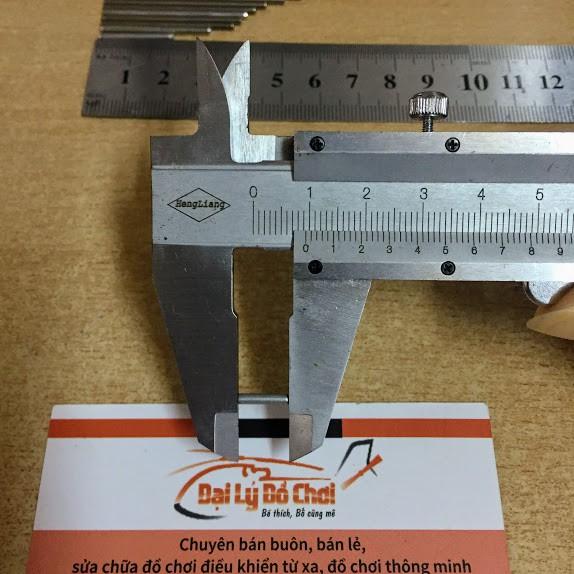 1 2 5 6 7 8 9 10 11 12
HengLiang
0 1 2 3 4 5
0 1 2 3 4 5 6 7 8 9
Đại Lý Đồ Chơi
Bé thích, Bố cũng mê
Chuyên bán buôn, bán lẻ,
sửa chữa đồ chơi điều khiển từ xa, đồ chơi thông minh